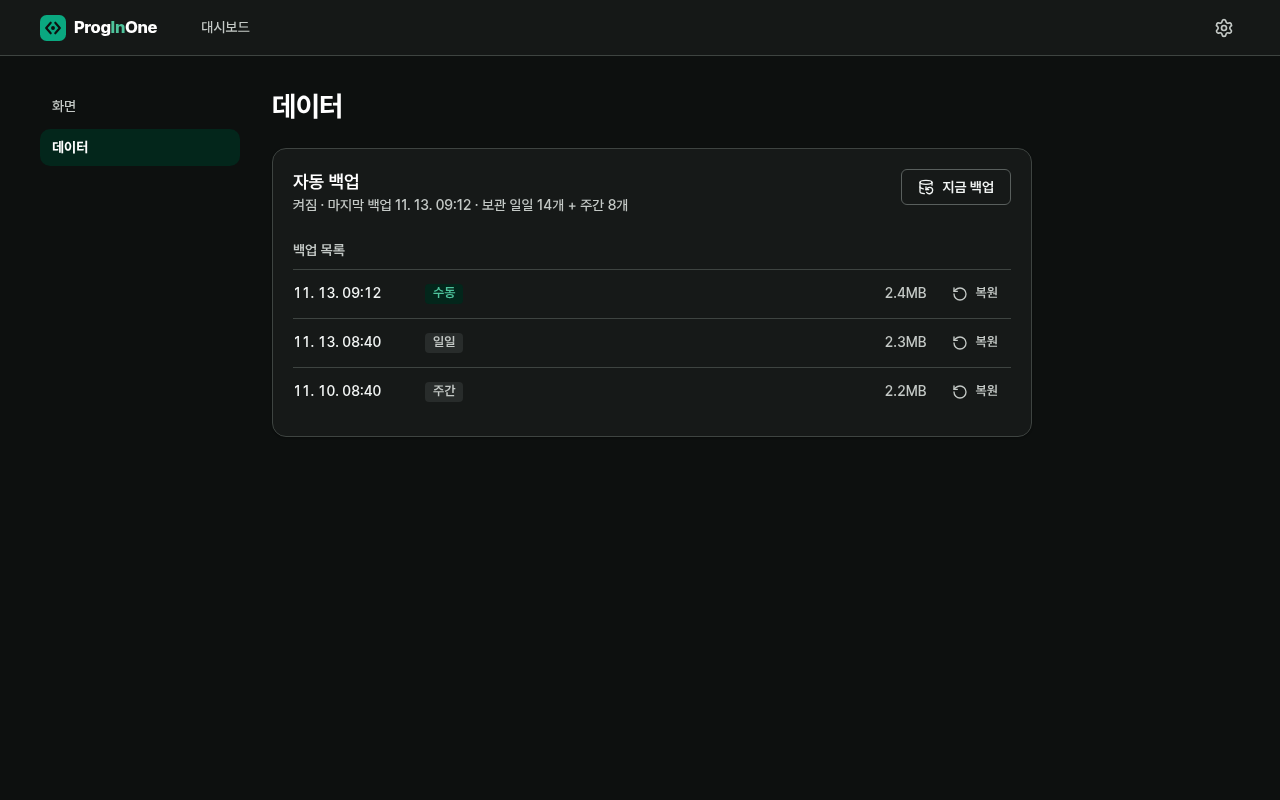 ProgInOne
대시보드
화면
데이터
데이터
자동 백업
켜짐 · 마지막 백업 11. 13. 09:12 · 보관 일일 14개 + 주간 8개
지금 백업
백업 목록
11. 13. 09:12 수동 2.4MB 복원
11. 13. 08:40 일일 2.3MB 복원
11. 10. 08:40 주간 2.2MB 복원